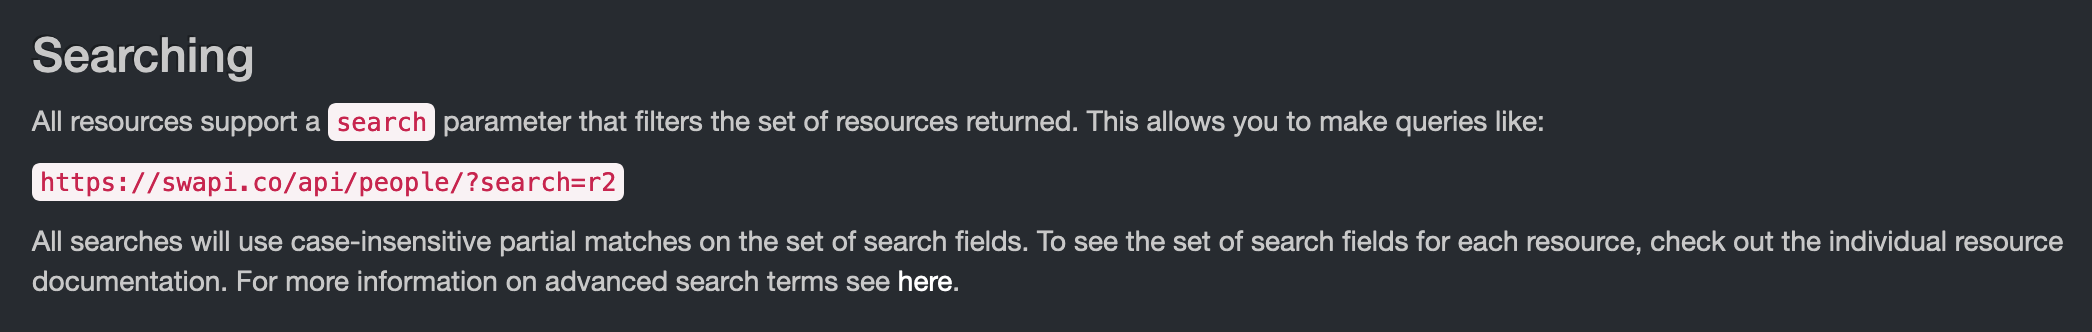 Searching
All resources support a search parameter that filters the set of resources returned. This allows you to make queries like:
https://swapi.co/api/people/?search=r2
All searches will use case-insensitive partial matches on the set of search fields. To see the set of search fields for each resource, check out the individual resource
documentation. For more information on advanced search terms see here.